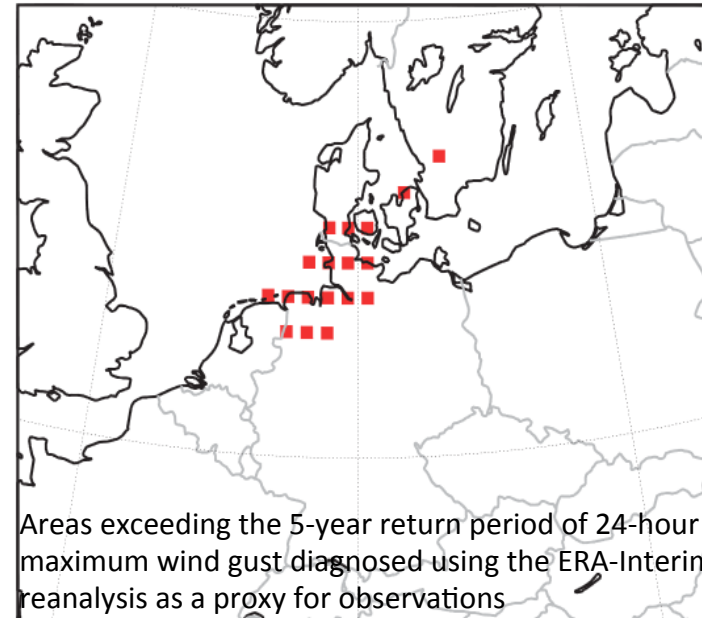 Areas exceeding the 5-year return period of 24-hour
maximum wind gust diagnosed using the ERA-Interim
reanalysis as a proxy for observations